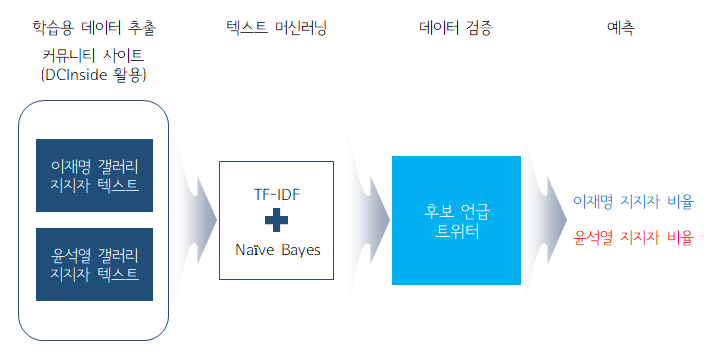 학습용 데이터 추출
커뮤니티 사이트
(DCInside 활용)
이재명 갤러리
지지자 텍스트
윤석열 갤러리
지지자 텍스트
텍스트 머신러닝
TF-IDF
Naïve Bayes
데이터 검증
후보 언급
트위터
예측
이재명 지지자 비율
윤석열 지지자 비율